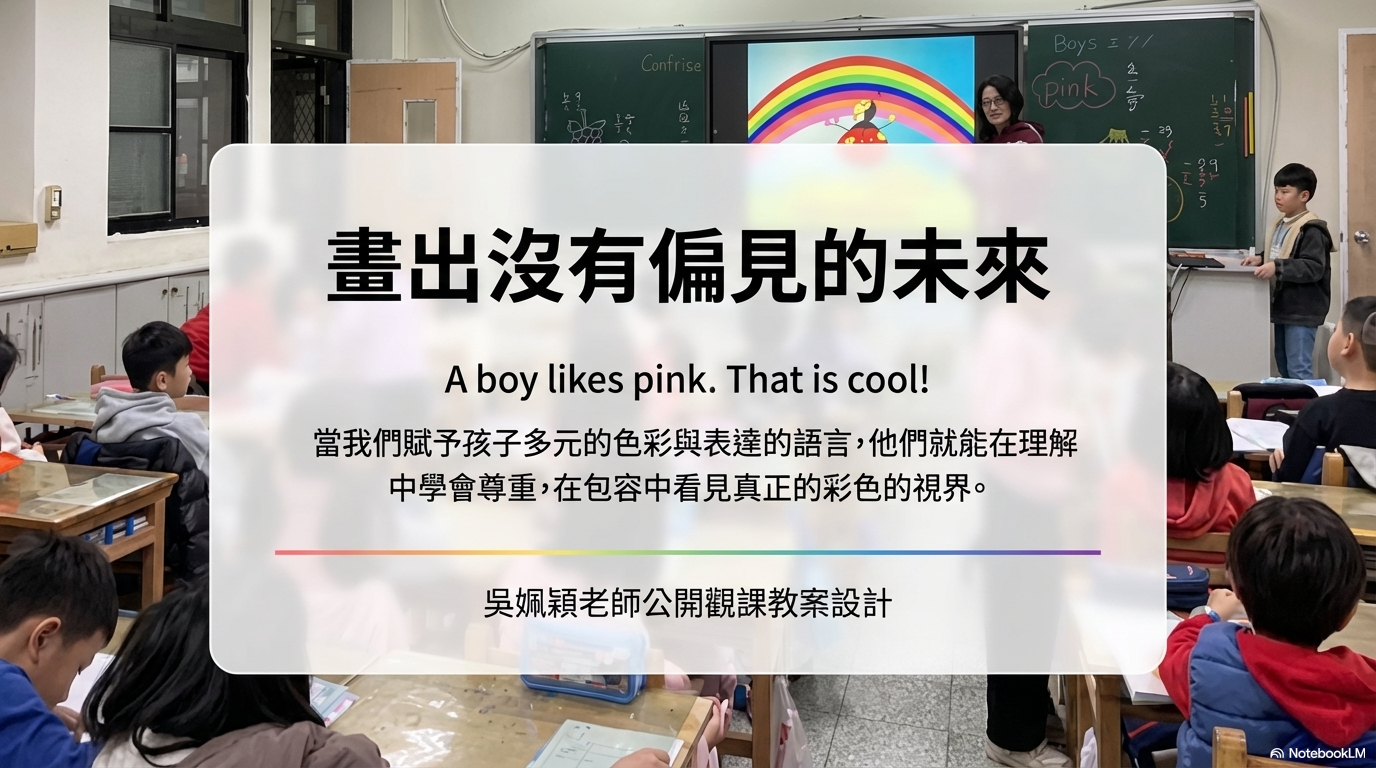 Confrise
Boys
pink
畫出沒有偏見的未來
A boy likes pink. That is cool!
當我們賦予孩子多元的色彩與表達的語言，他們就能在理解
中學會尊重，在包容中看見真正的彩色的視界。
吳姵穎老師公開觀課教案設計
NotebookLM